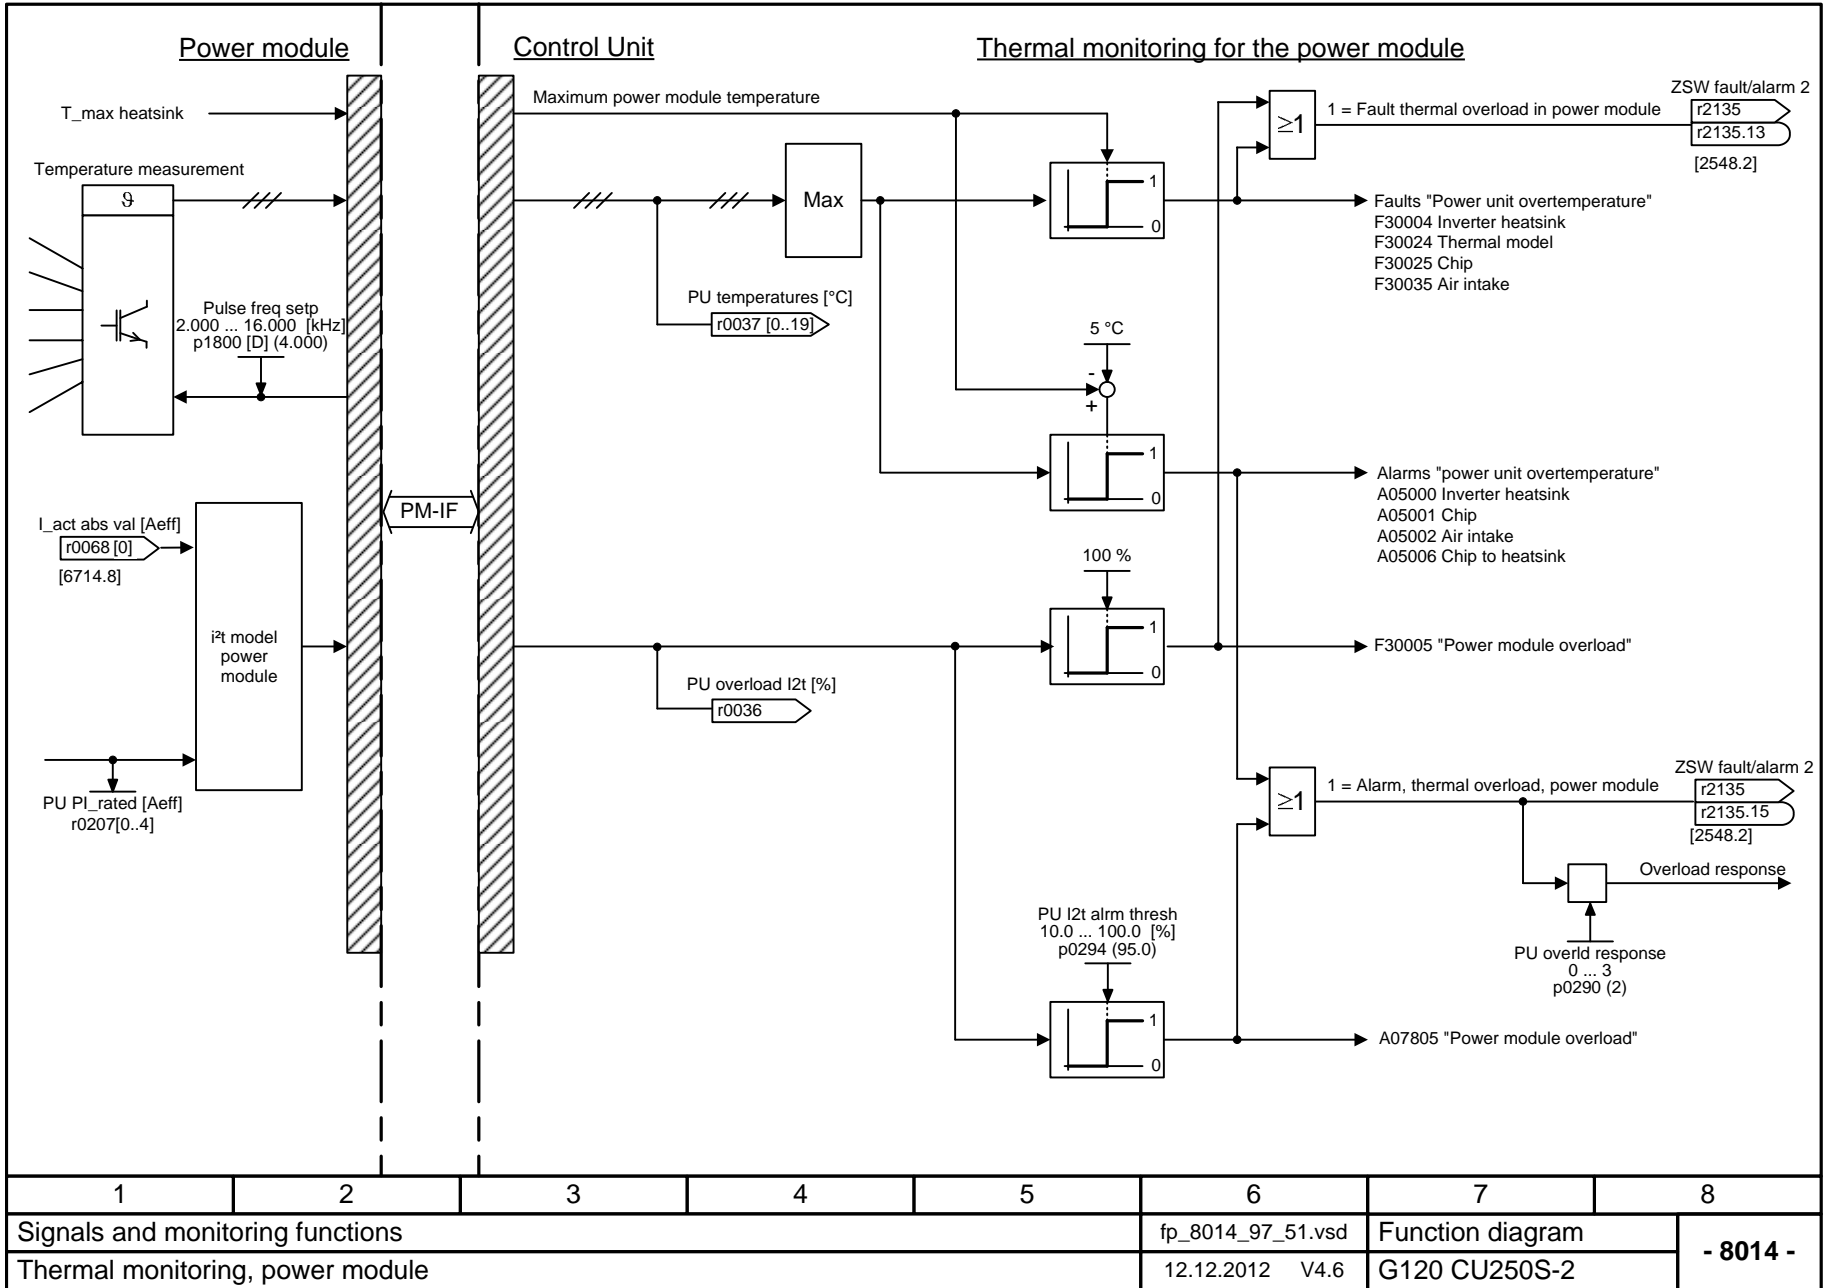 Power module
Control Unit
Thermal monitoring for the power module
T_max heatsink
Maximum power module temperature
≥1
1 = Fault thermal overload in power module
ZSW fault/alarm 2
r2135
r2135.13
[2548.2]
Temperature measurement
ϑ
Max
1
0
Faults "Power unit overtemperature"
F30004 Inverter heatsink
F30024 Thermal model
F30025 Chip
F30035 Air intake
Pulse freq setp
2.000 ... 16.000 [kHz]
p1800 [D] (4.000)
PU temperatures [°C]
r0037 [0..19]
5 °C
-
+
1
0
Alarms "power unit overtemperature"
A05000 Inverter heatsink
A05001 Chip
A05002 Air intake
A05006 Chip to heatsink
PM-IF
I_act abs val [Aeff]
r0068 [0]
[6714.8]
i²t model
power
module
100 %
1
0
F30005 "Power module overload"
PU overload I2t [%]
r0036
PU PI_rated [Aeff]
r0207[0..4]
≥1
1 = Alarm, thermal overload, power module
ZSW fault/alarm 2
r2135
r2135.15
[2548.2]
Overload response
PU overld response
0 ... 3
p0290 (2)
PU I2t alrm thresh
10.0 ... 100.0 [%]
p0294 (95.0)
1
0
A07805 "Power module overload"
1 2 3 4 5 6 7 8
Signals and monitoring functions
fp_8014_97_51.vsd
Function diagram
- 8014 -
Thermal monitoring, power module
12.12.2012 V4.6
G120 CU250S-2